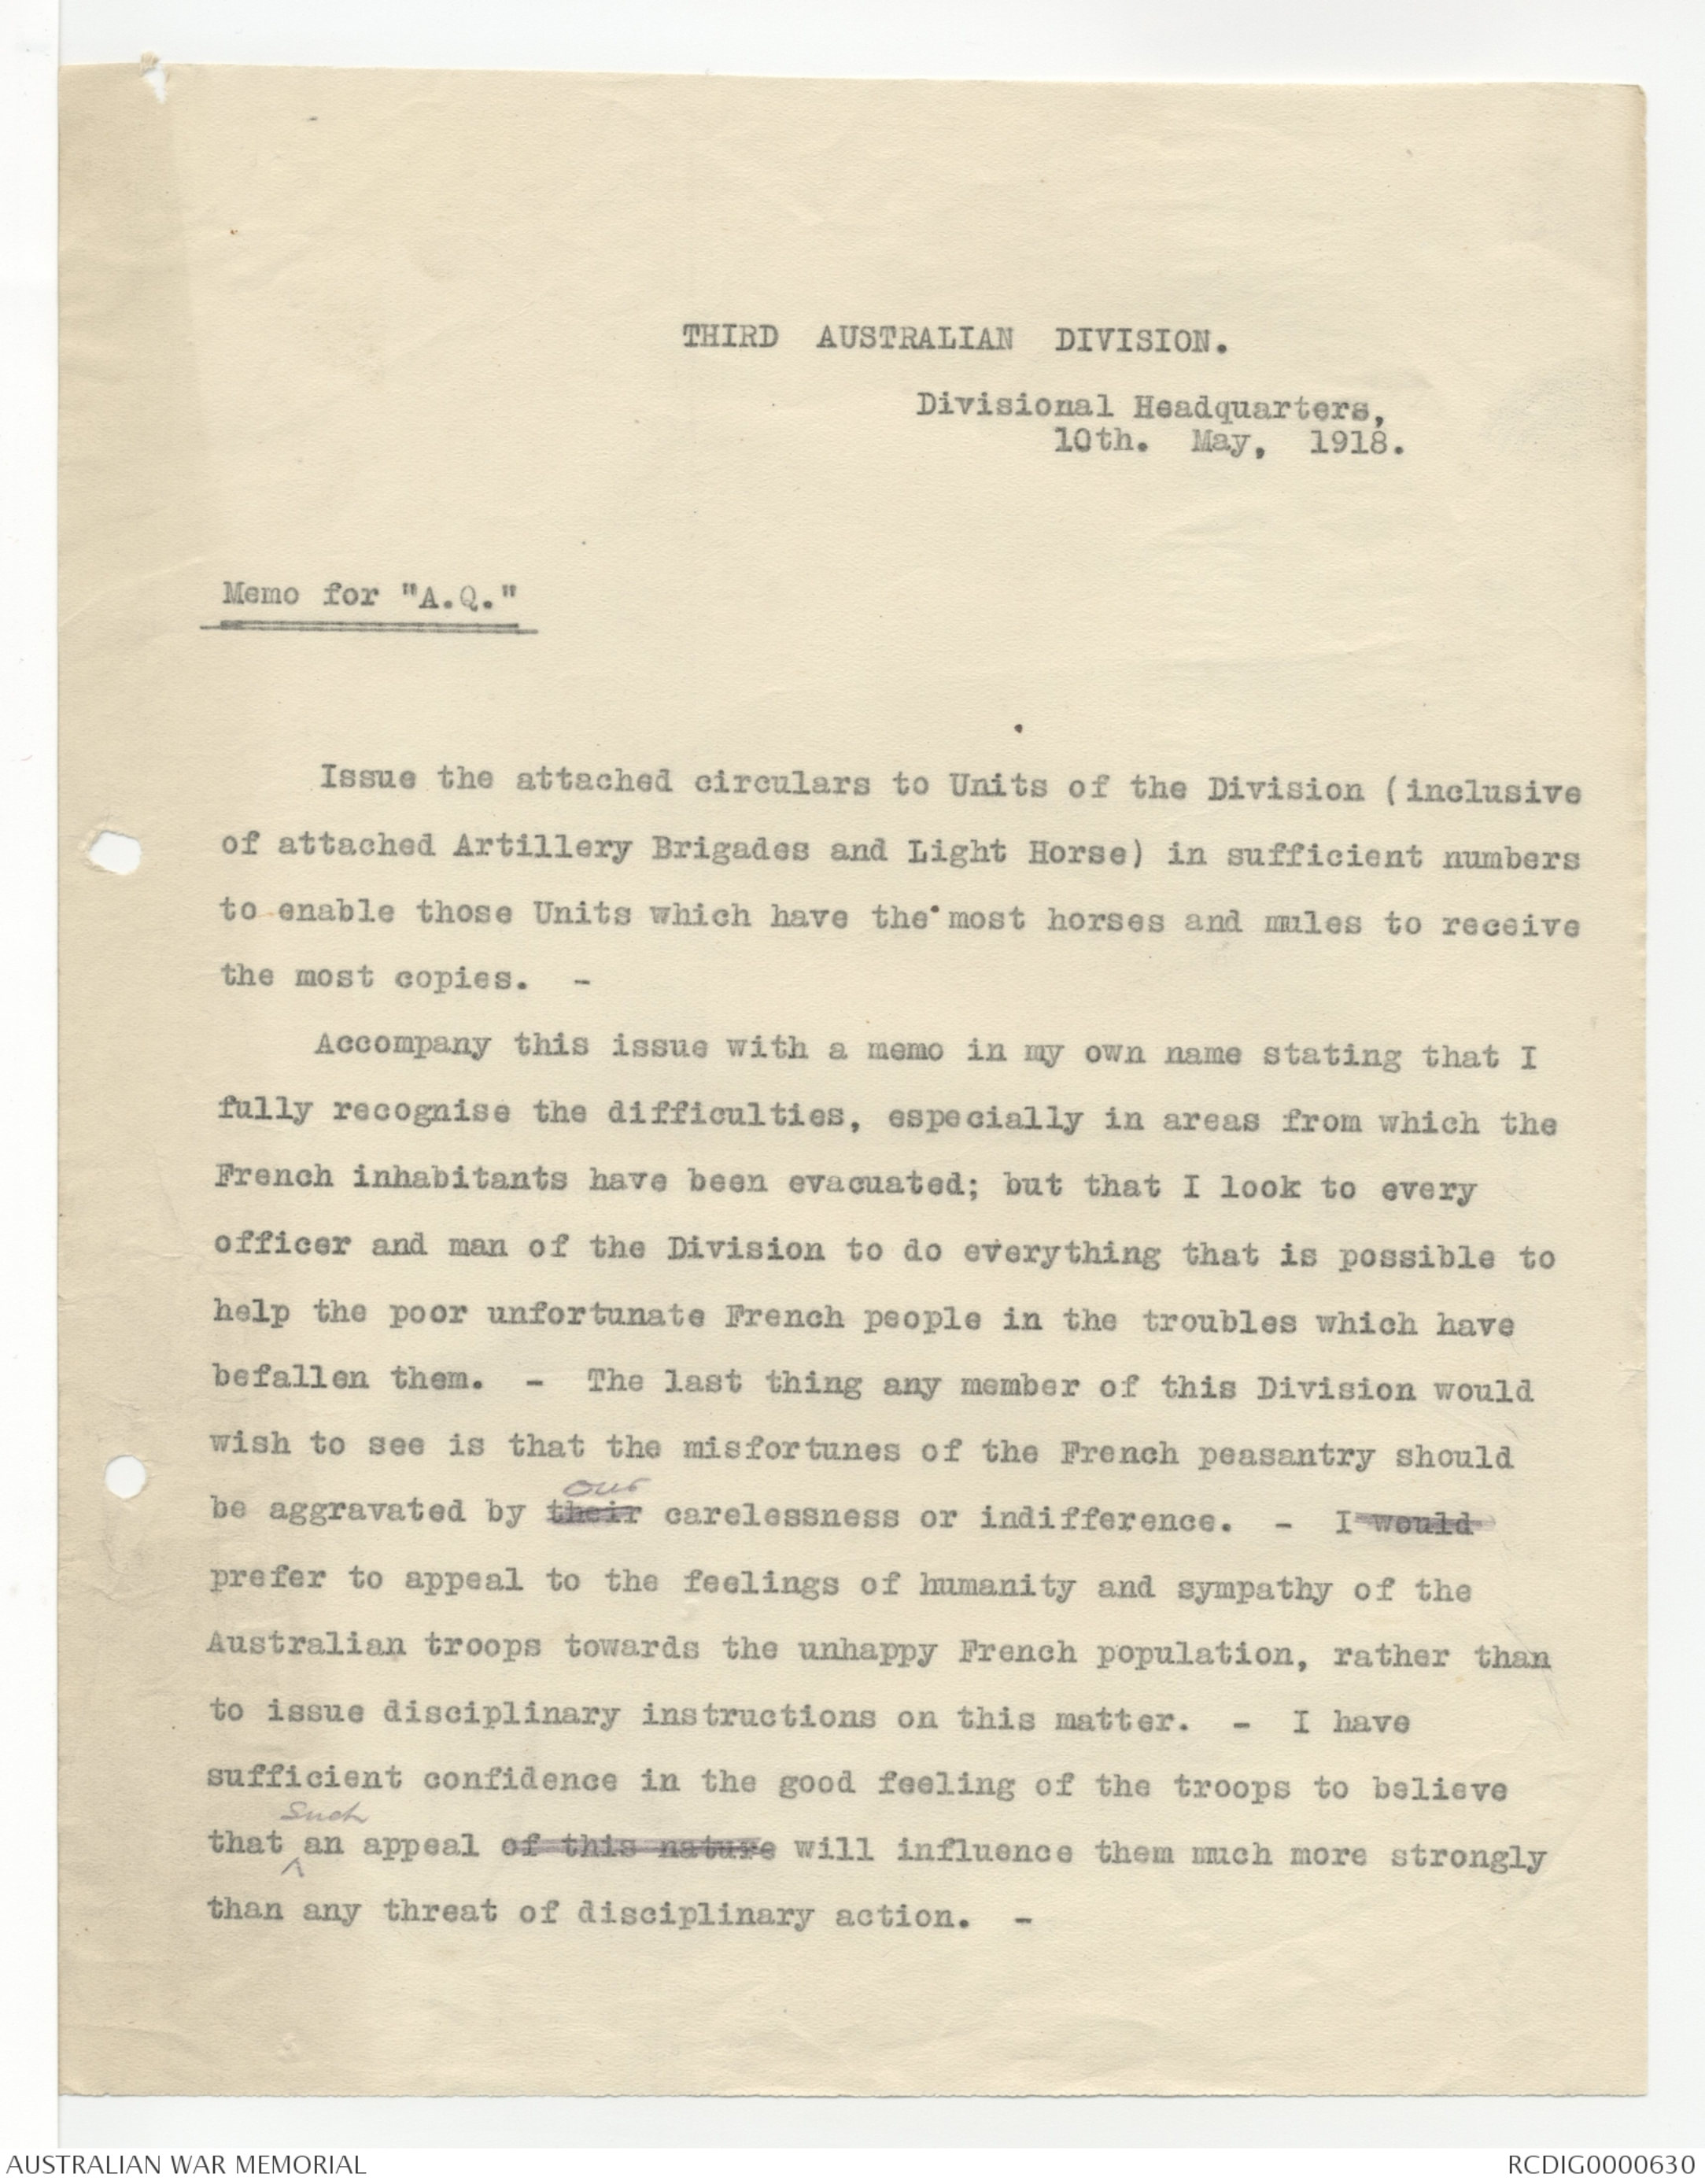 THIRD AUSTRALIAN DIVISION.
Divisional Headquarters,
10th. May, 1918.
Memo for "A.Q."
Issue the attached circulars to Units of the Division (inclusive
of attached Artillery Brigades and Light Horse) in sufficient numbers
to enable those Units which have the most horses and mules to receive
the most copies. -
Accompany this issue with a memo in my own name stating that I
fully recognise the difficulties, especially in areas from which the
French inhabitants have been evacuated; but that I look to every
officer and man of the Division to do everything that is possible to
help the poor unfortunate French people in the troubles which have
befallen them. - The last thing any member of this Division would
wish to see is that the misfortunes of the French peasantry should
our
be aggravated by their carelessness or indifference. - I would
prefer to appeal to the feelings of humanity and sympathy of the
Australian troops towards the unhappy French population, rather than
to issue disciplinary instructions on this matter. - I have
sufficient confidence in the good feeling of the troops to believe
such
that an appeal of this nature will influence them much more strongly
than any threat of disciplinary action. -
AUSTRALIAN WAR MEMORIAL
RCDIG0000630